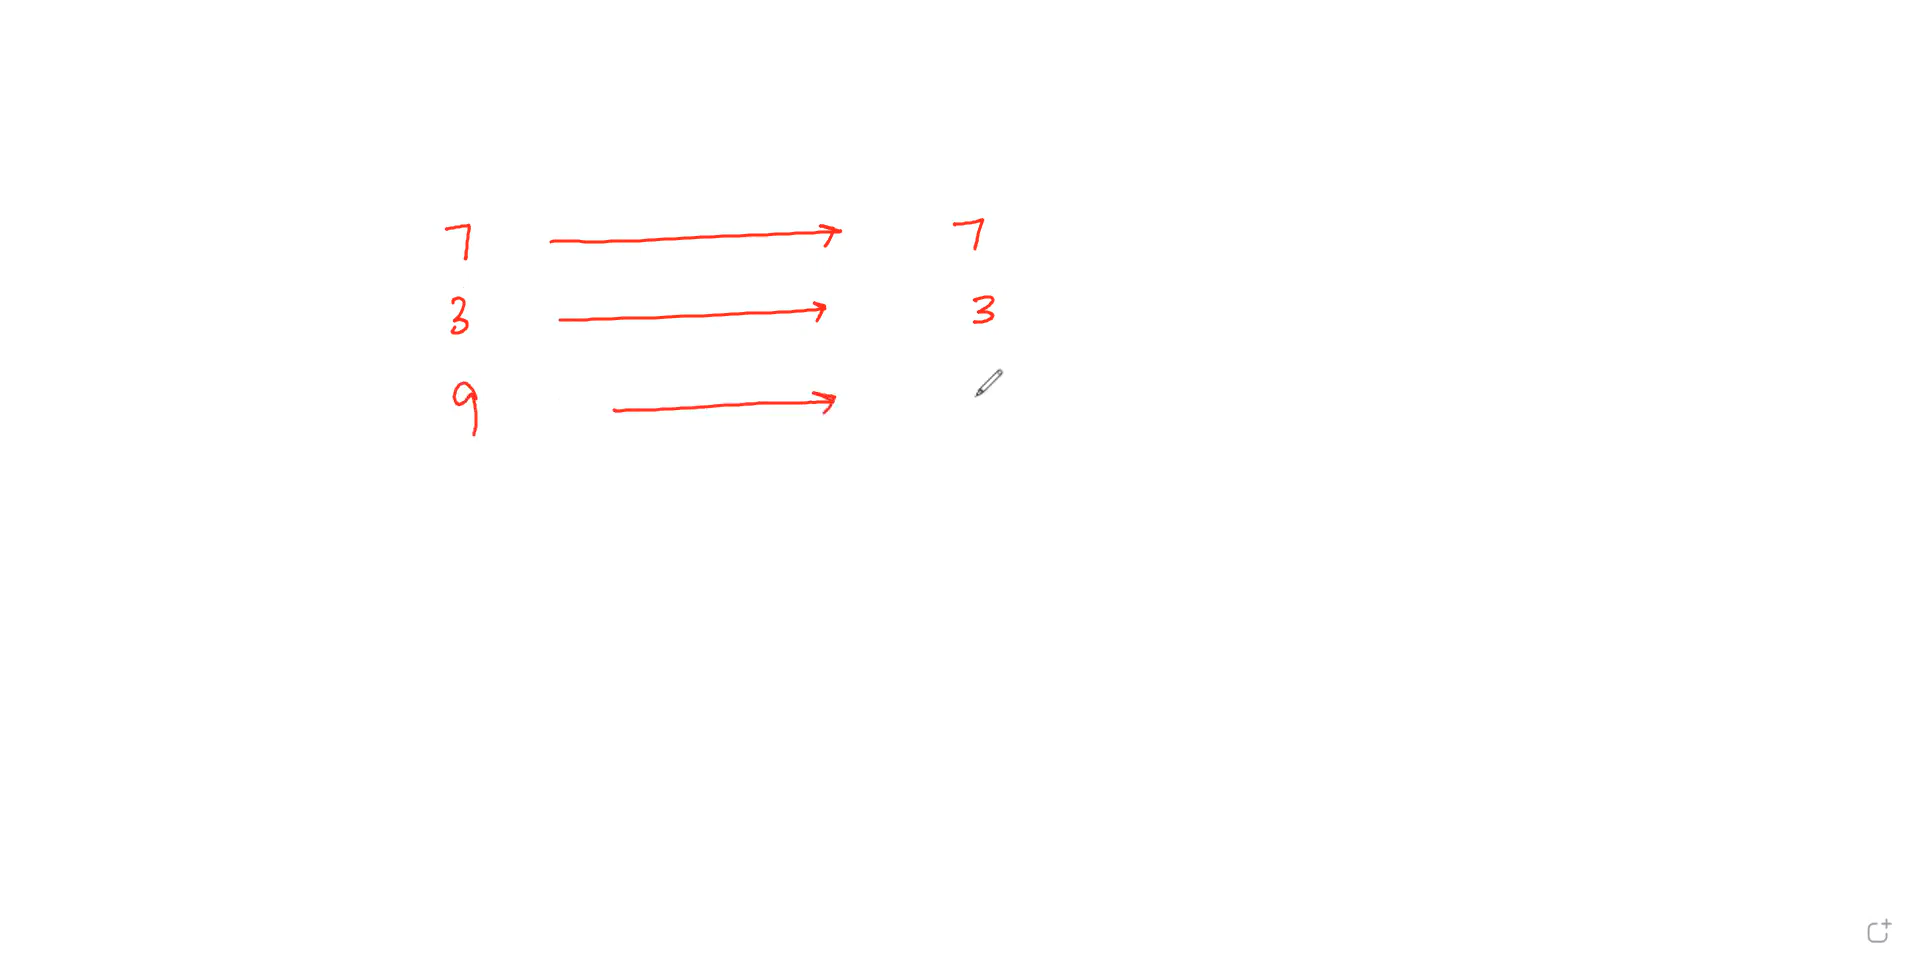 7 → 7
3 → 3
9 →